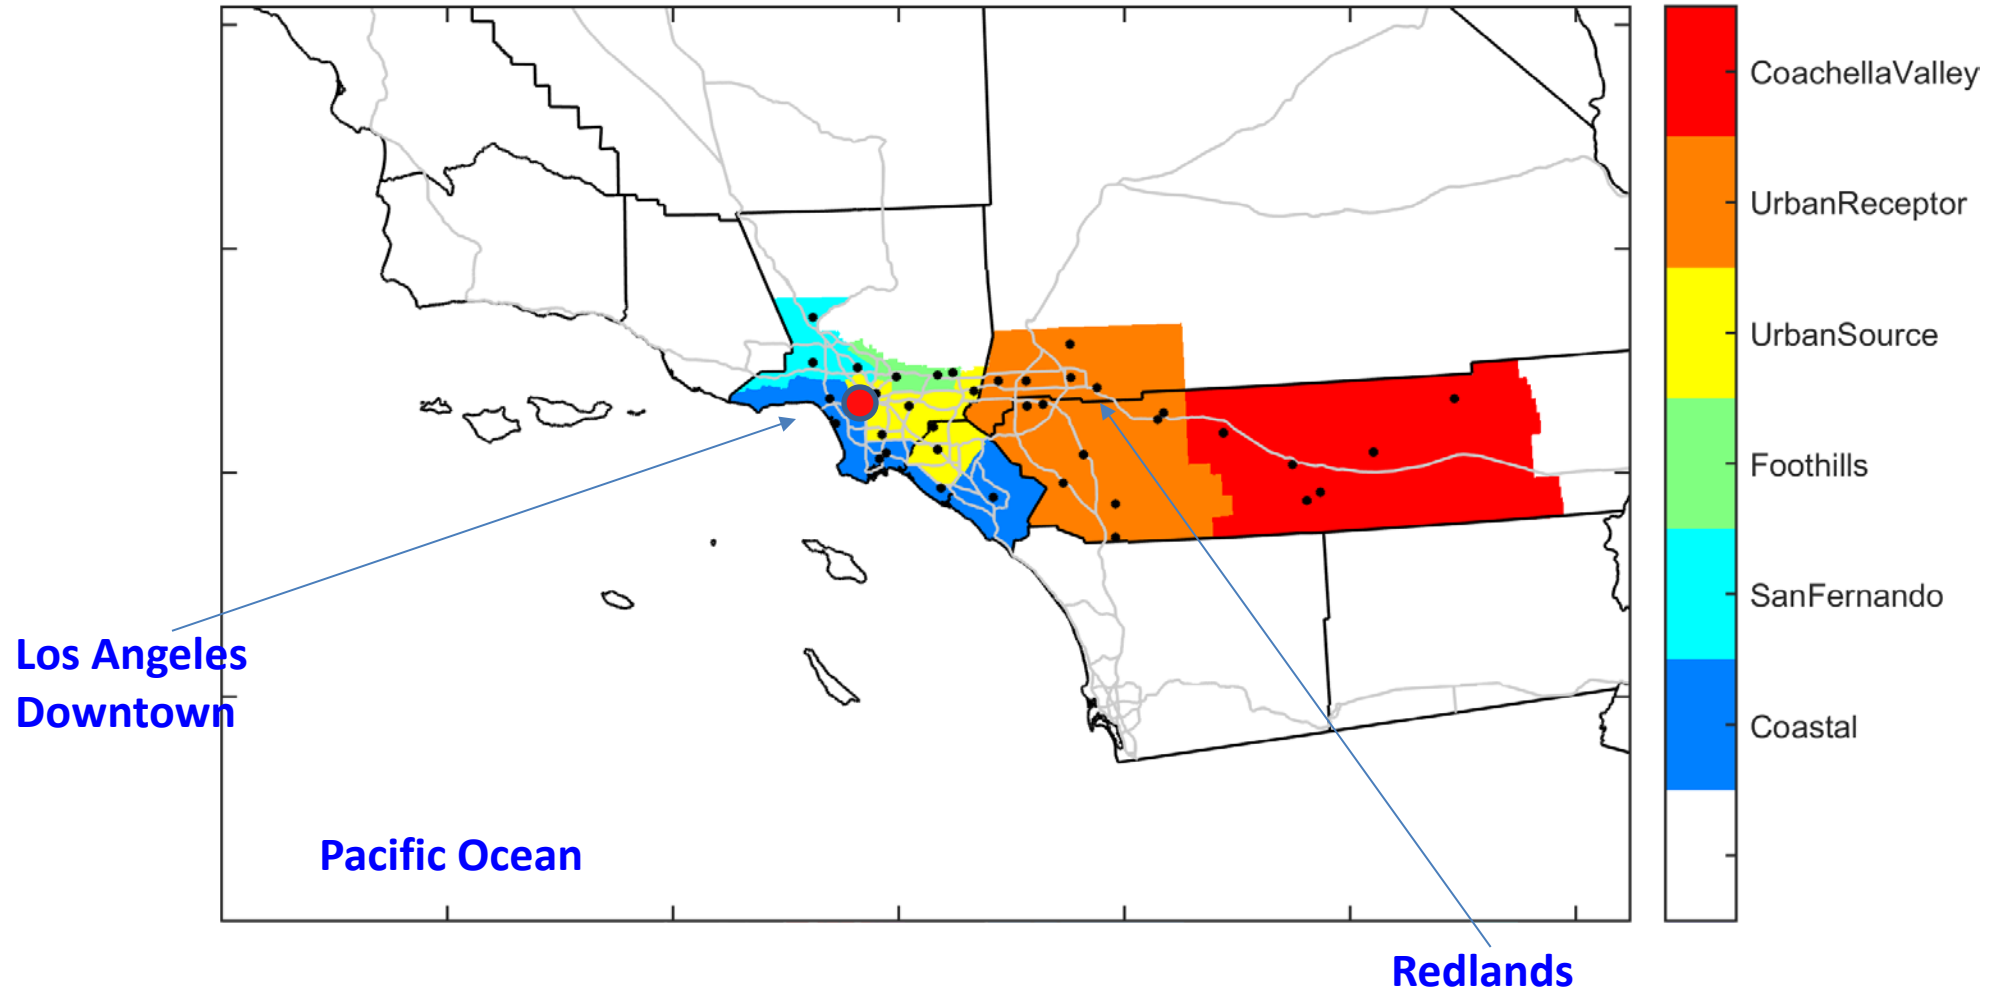 CoachellaValley
UrbanReceptor
UrbanSource
Foothills
SanFernando
Coastal
Los Angeles
Downtown
Pacific Ocean
Redlands